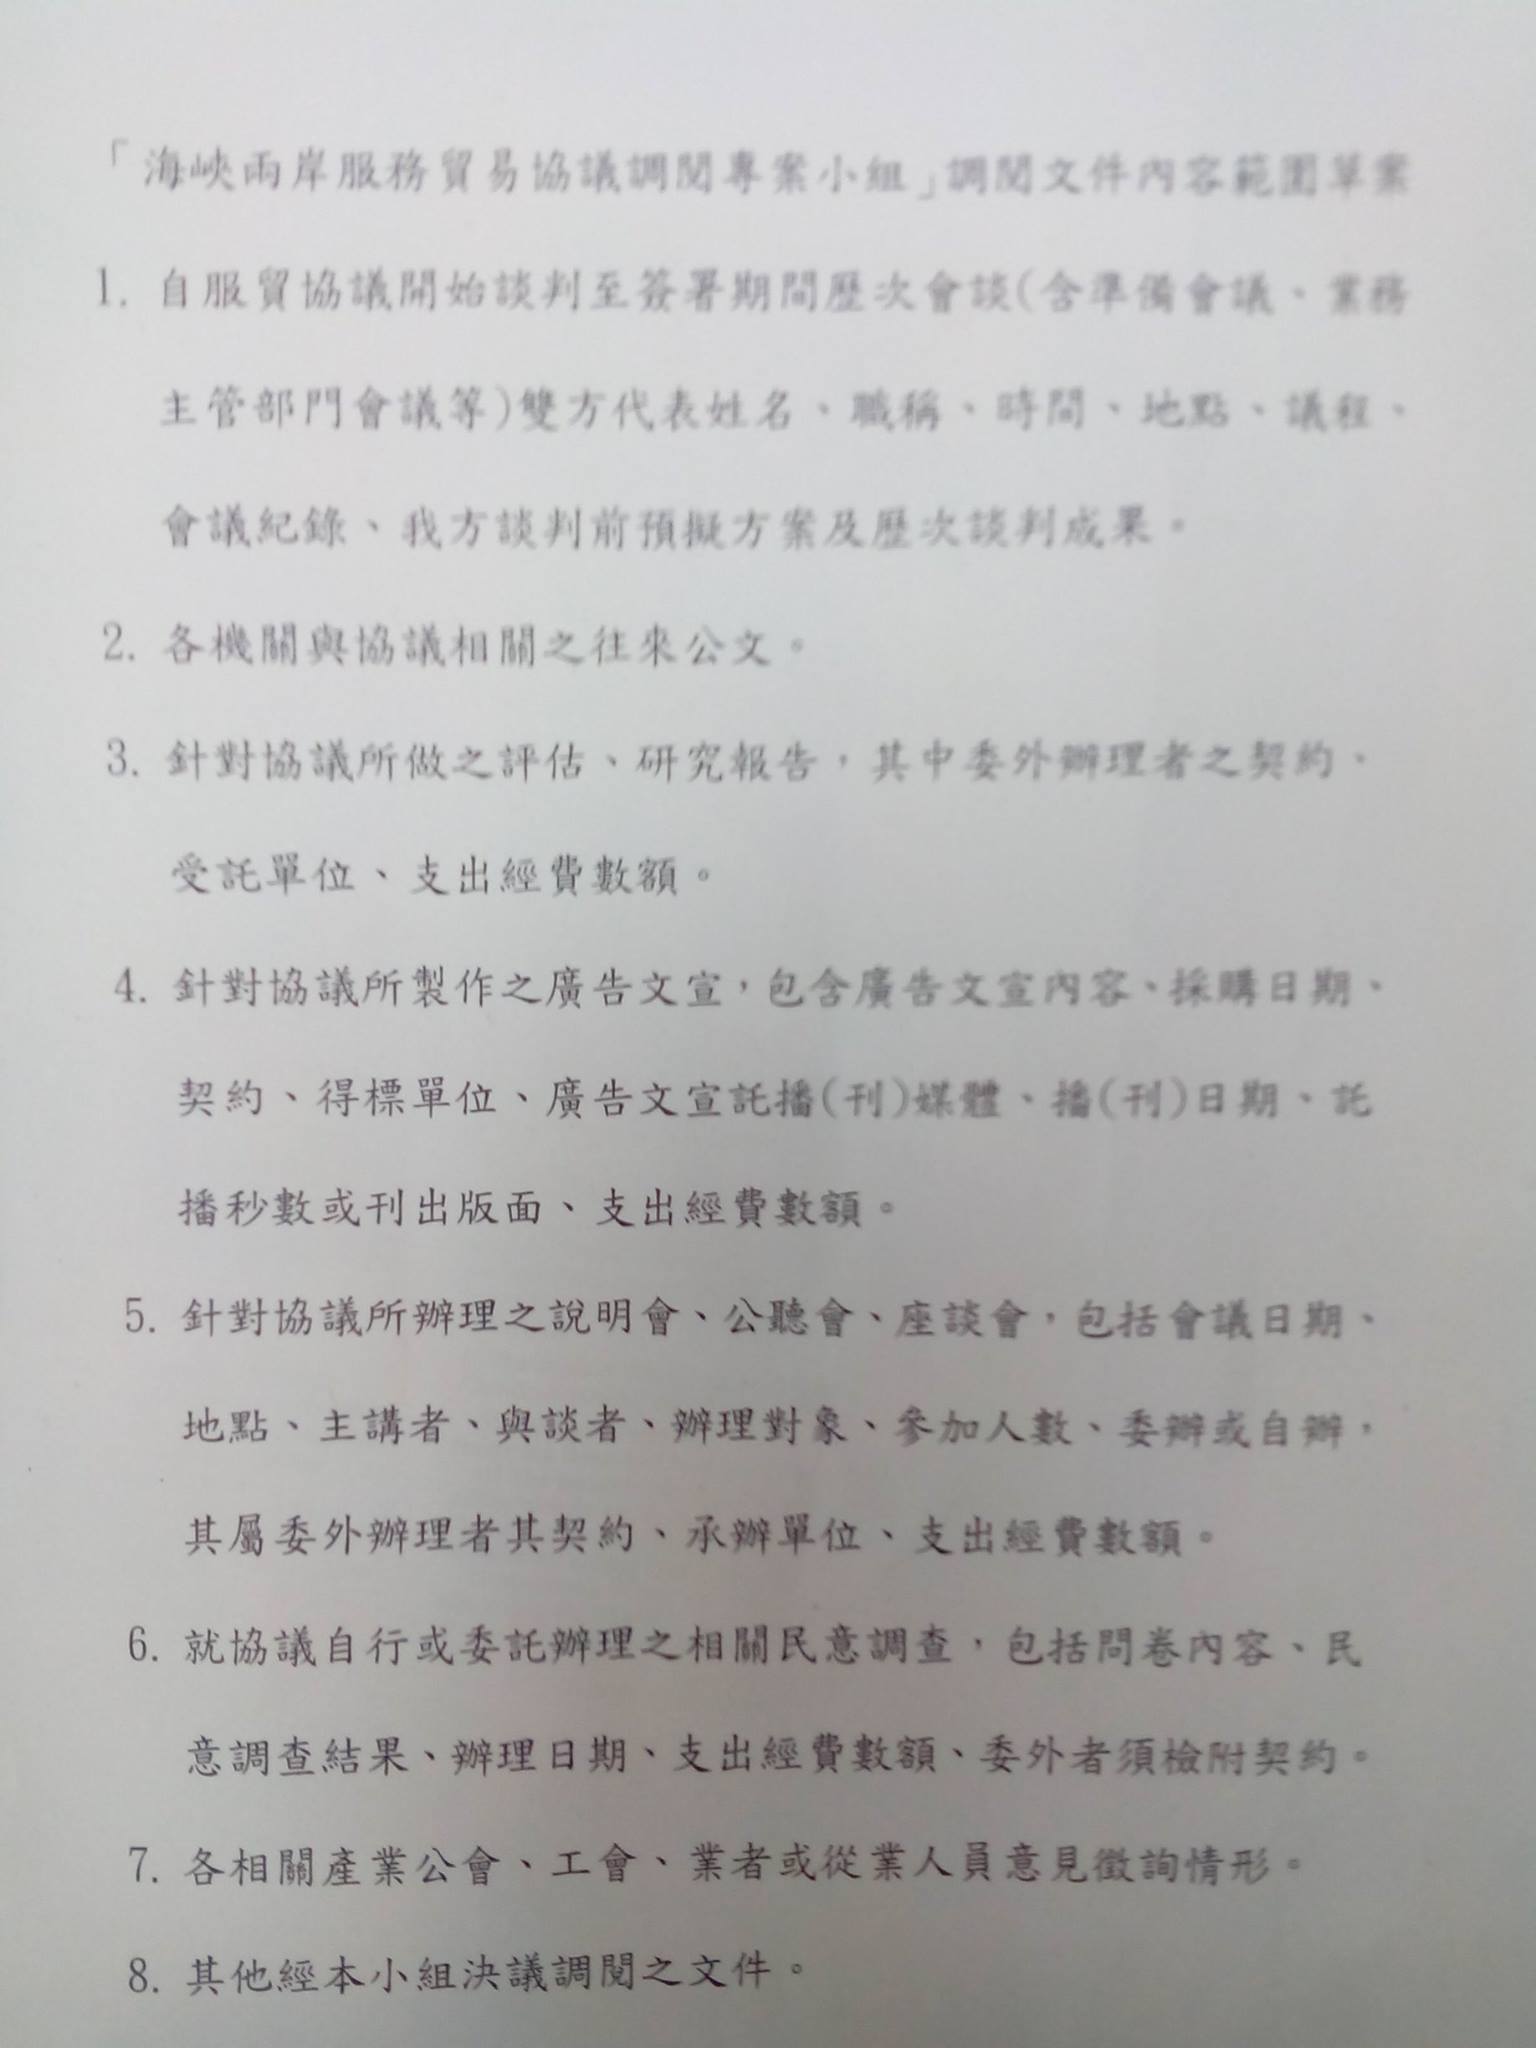 「海峽兩岸服務貿易協議調閱專案小組」調閱文件內容範圍草案
1. 自服貿協議開始談判至簽署期間歷次會談(含準備會議、業務
主管部門會議等)雙方代表姓名、職稱、時間、地點、議程、
會議紀錄、我方談判前預擬方案及歷次談判成果。
2. 各機關與協議相關之往來公文。
3. 針對協議所做之評估、研究報告，其中委外辦理者之契約、
受託單位、支出經費數額。
4. 針對協議所製作之廣告文宣，包含廣告文宣內容、採購日期、
契約、得標單位、廣告文宣託播(刊)媒體、播(刊)日期、託
播秒數或刊出版面、支出經費數額。
5. 針對協議所辦理之說明會、公聽會、座談會，包括會議日期、
地點、主講者、與談者、辦理對象、參加人數、委辦或自辦，
其屬委外辦理者其契約、承辦單位、支出經費數額。
6. 就協議自行或委託辦理之相關民意調查，包括問卷內容、民
意調查結果、辦理日期、支出經費數額、委外者須檢附契約。
7. 各相關產業公會、工會、業者或從業人員意見徵詢情形。
8. 其他經本小組決議調閱之文件。